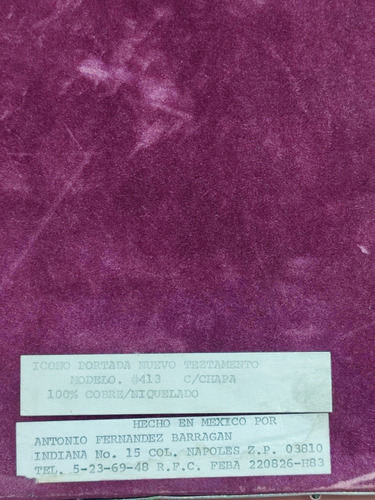 ICONO PORTADA NUEVO TEZTAMENTO
MODELO. #413 C/CHAPA
100% COBRE/NIQUELADO
HECHO EN MEXICO POR
ANTONIO FERNANDEZ BARRAGAN
INDIANA No. 15 COL. NAPOLES Z.P. 03810
TEL. 5-23-69-48 R.F.C. FEBA 220826-H83